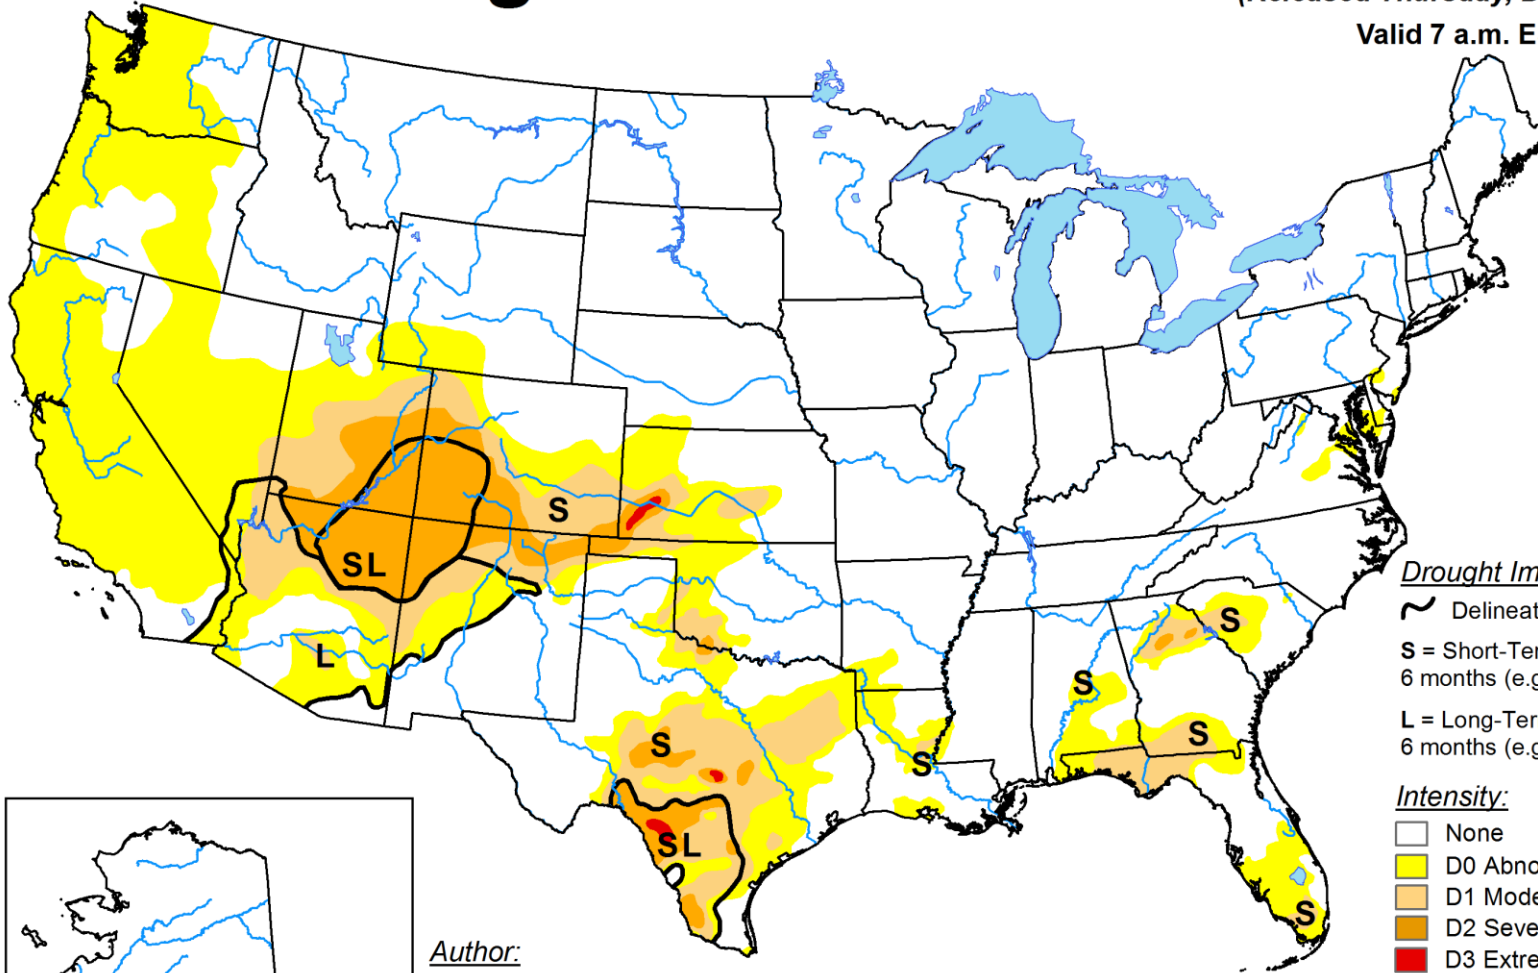 Valid 7 a.m. E
S
SL
L
S
S
S
SL
S
S
S
Drought Im
Delineat
S = Short-Ter
6 months (e.g
L = Long-Ter
6 months (e.g
Intensity:
None
D0 Abno
D1 Mode
D2 Seve
D3 Extre
Author: